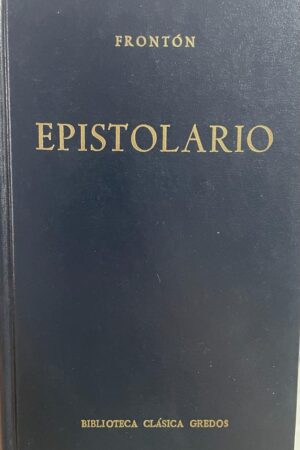 FRONTÓN
EPISTOLARIO
BIBLIOTECA CLÁSICA GREDOS